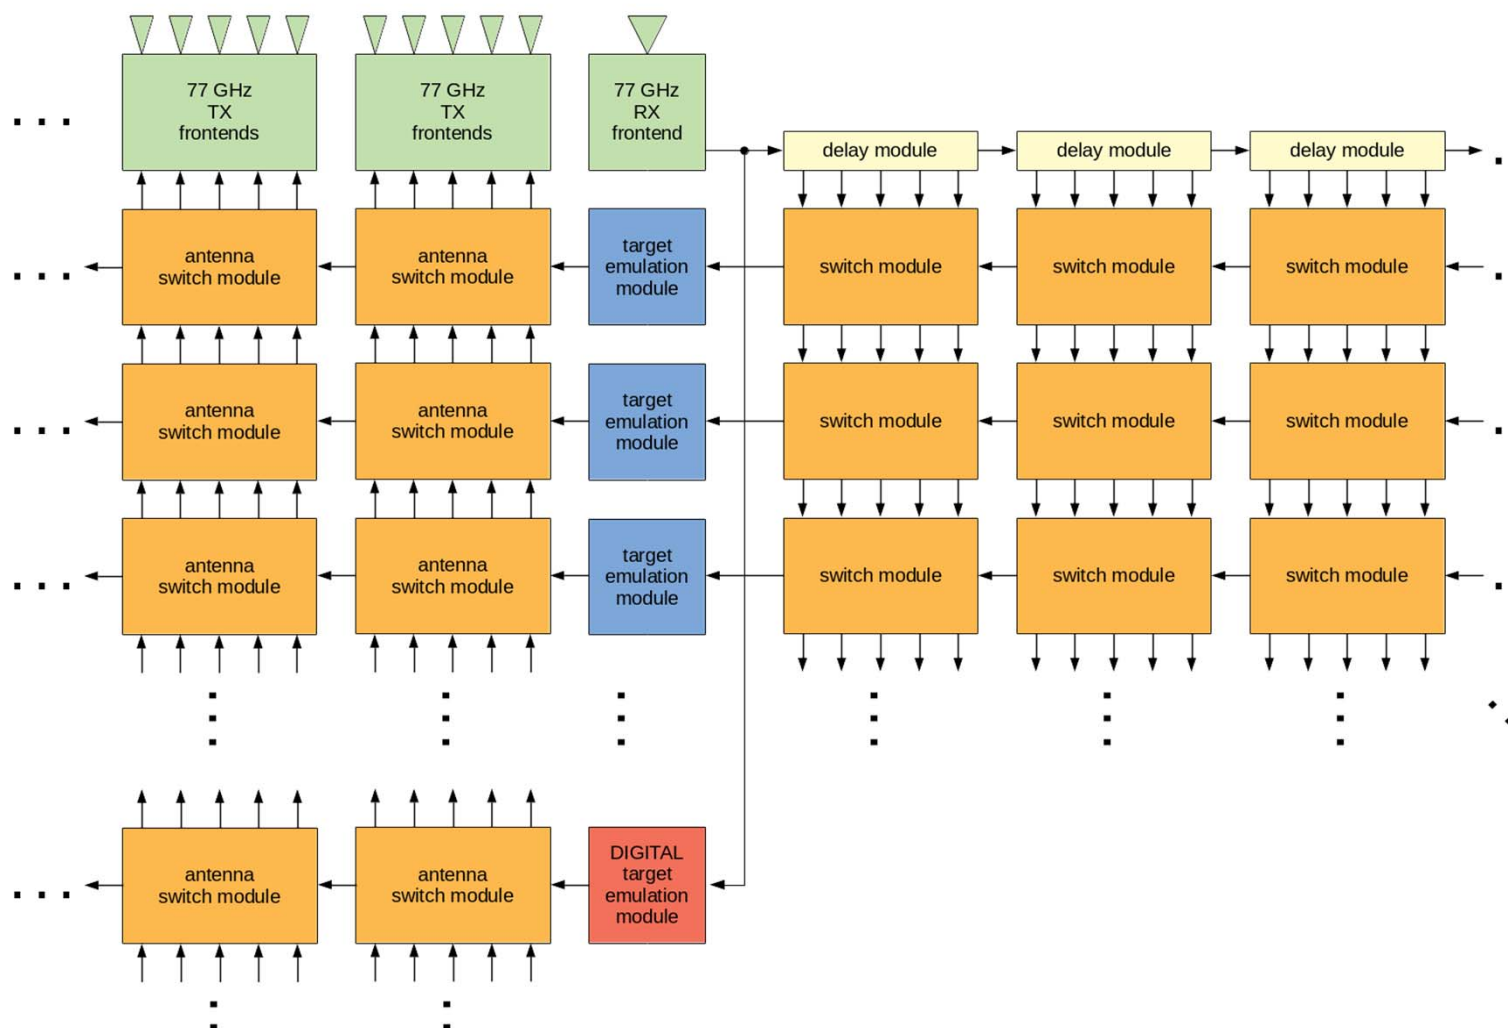 77 GHz
TX
frontends
77 GHz
TX
frontends
77 GHz
RX
frontend
delay module
delay module
delay module
antenna
switch module
antenna
switch module
target
emulation
module
switch module
switch module
switch module
antenna
switch module
antenna
switch module
target
emulation
module
switch module
switch module
switch module
antenna
switch module
antenna
switch module
target
emulation
module
switch module
switch module
switch module
antenna
switch module
antenna
switch module
DIGITAL
target
emulation
module